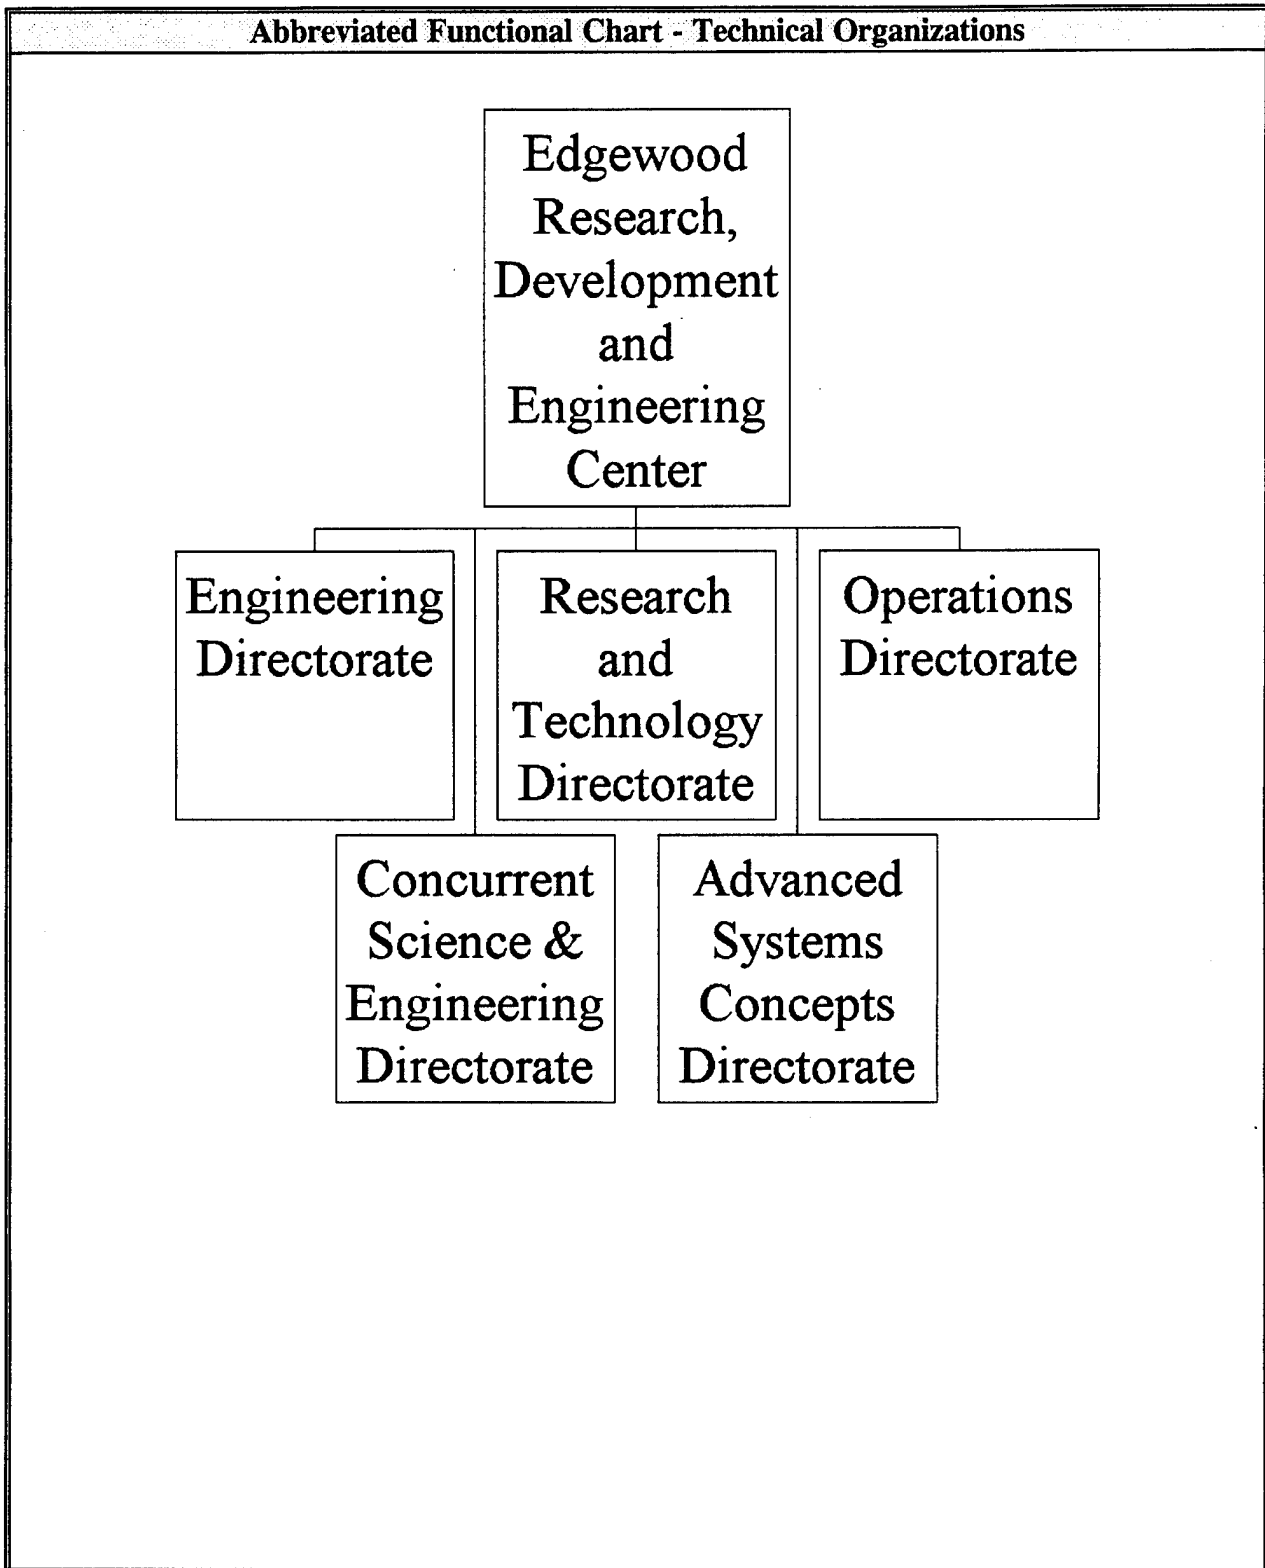 Abbreviated Functional Chart - Technical Organizations
Edgewood
Research,
Development
and
Engineering
Center
Engineering
Directorate
Research
and
Technology
Directorate
Operations
Directorate
Concurrent
Science &
Engineering
Directorate
Advanced
Systems
Concepts
Directorate